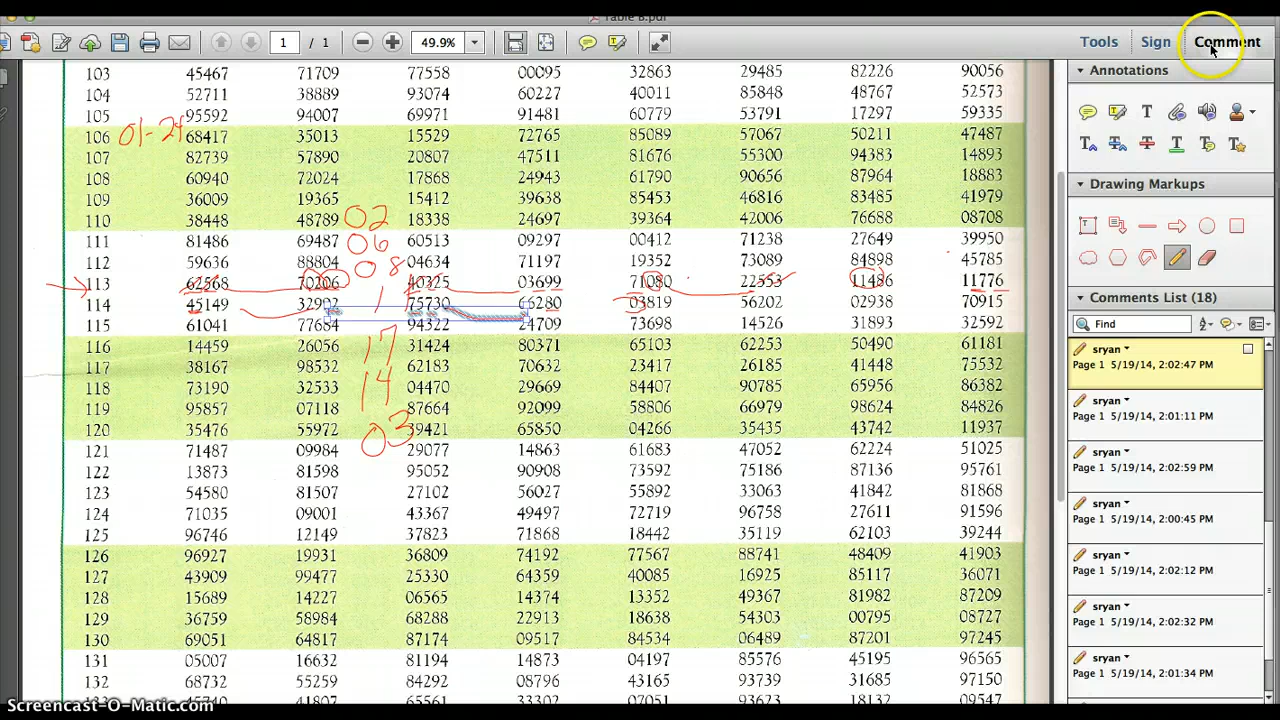 Table B.pdf
1 / 1 49.9% Tools Sign Comment
103 45467 71709 77558 00095 32863 29485 82226 90056
104 52711 38889 93074 60227 40011 85848 48767 52573
105 95592 94007 69971 91481 60779 53791 17297 59335
01-24
106 68417 35013 15529 72765 85089 57067 50211 47487
107 82739 57890 20807 47511 81676 55300 94383 14893
108 60940 72024 17868 24943 61790 90656 87964 18883
109 36009 19365 15412 39638 85453 46816 83485 41979
110 38448 48789 18338 24697 39364 42006 76688 08708
111 81486 69487 60513 09297 00412 71238 27649 39950
112 59636 88804 04634 71197 19352 73089 84898 45785
113 62568 70206 40325 03699 71080 22553 11486 11776
114 45149 32992 75730 66280 03819 56202 02938 70915
115 61041 77684 94322 24709 73698 14526 31893 32592
116 14459 26056 31424 80371 65103 62253 50490 61181
117 38167 98532 62183 70632 23417 26185 41448 75532
118 73190 32533 04470 29669 84407 90785 65956 86382
119 95857 07118 87664 92099 58806 66979 98624 84826
120 35476 55972 39421 65850 04266 35435 43742 11937
121 71487 09984 29077 14863 61683 47052 62224 51025
122 13873 81598 95052 90908 73592 75186 87136 95761
123 54580 81507 27102 56027 55892 33063 41842 81868
124 71035 09001 43367 49497 72719 96758 27611 91596
125 96746 12149 37823 71868 18442 35119 62103 39244
126 96927 19931 36809 74192 77567 88741 48409 41903
127 43909 99477 25330 64359 40085 16925 85117 36071
128 15689 14227 06565 14374 13352 49367 81982 87209
129 36759 58984 68288 22913 18638 54303 00795 08727
130 69051 64817 87174 09517 84534 06489 87201 97245
131 05007 16632 81194 14873 04197 85576 45195 96565
132 68732 55259 84292 08796 43165 93739 31685 97150
41807 65561 33302 07051 93623 18132 09547
02
06
08
1
17
14
03
Annotations
Drawing Markups
Comments List (18)
Find
sryan
Page 1 5/19/14, 2:02:47 PM
sryan
Page 1 5/19/14, 2:01:11 PM
sryan
Page 1 5/19/14, 2:02:59 PM
sryan
Page 1 5/19/14, 2:00:45 PM
sryan
Page 1 5/19/14, 2:02:12 PM
sryan
Page 1 5/19/14, 2:02:32 PM
sryan
Page 1 5/19/14, 2:01:34 PM
Screencast-O-Matic.com